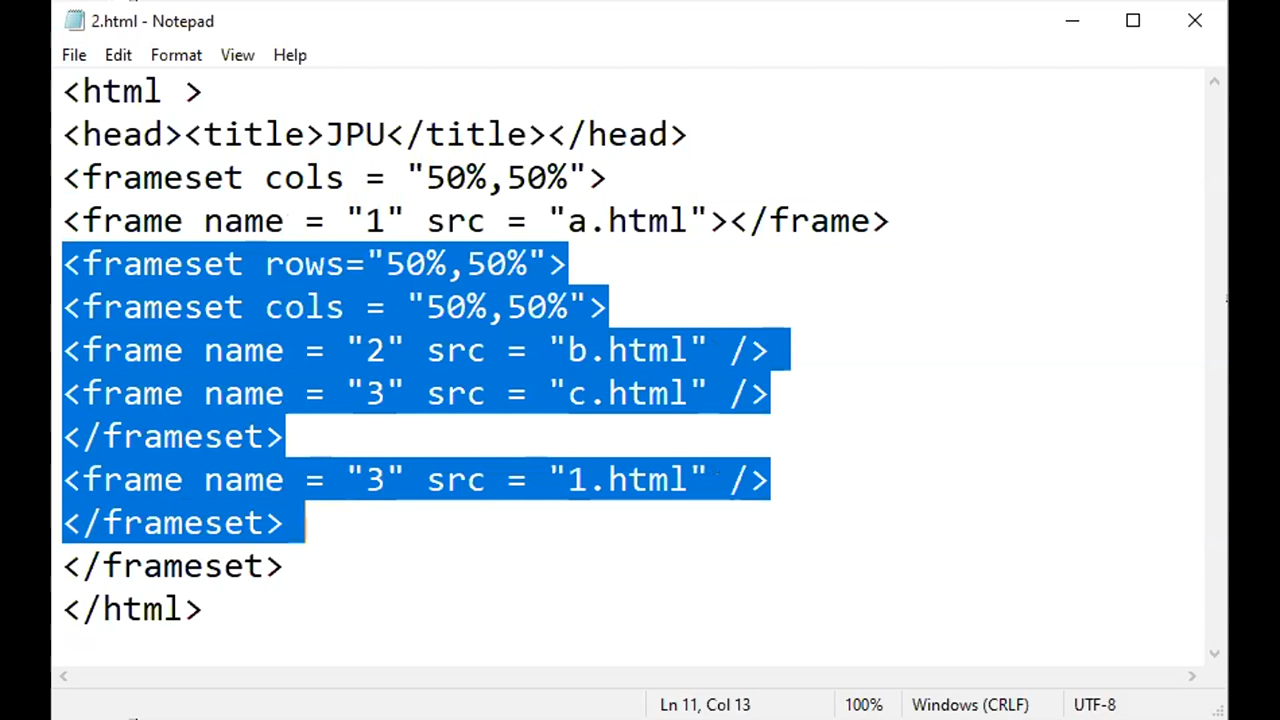 2.html - Notepad
File Edit Format View Help
<html >
<head><title>JPU</title></head>
<frameset cols = "50%,50%">
<frame name = "1" src = "a.html"></frame>
<frameset rows="50%,50%">
<frameset cols = "50%,50%">
<frame name = "2" src = "b.html" />
<frame name = "3" src = "c.html" />
</frameset>
<frame name = "3" src = "1.html" />
</frameset>
</frameset>
</html>
Ln 11, Col 13 100% Windows (CRLF) UTF-8